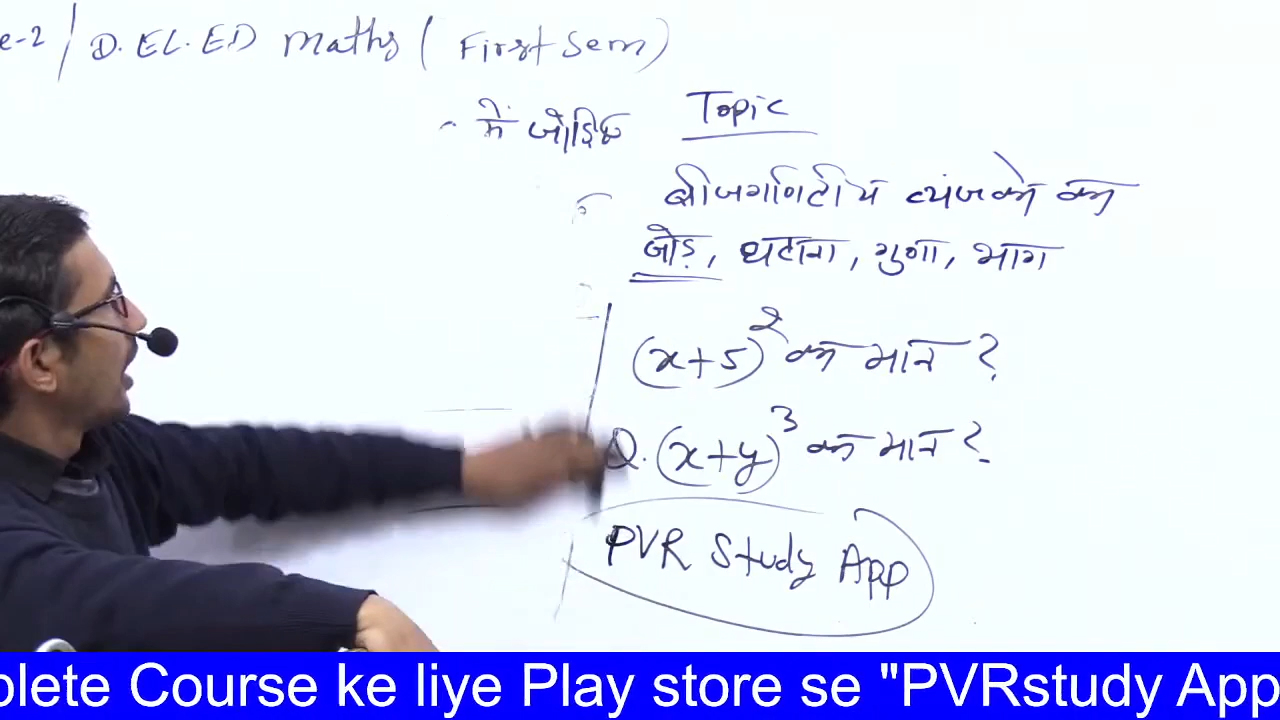 e-2 / D.EL.ED Maths ( First Sem )
में जोड़िए
Topic
बीजगणितीय व्यंजको का
जोड़, घटाना, गुणा, भाग
(x+5)² का मान ?
Q. (x+y)³ का मान ?
PVR Study App
plete Course ke liye Play store se "PVRstudy App